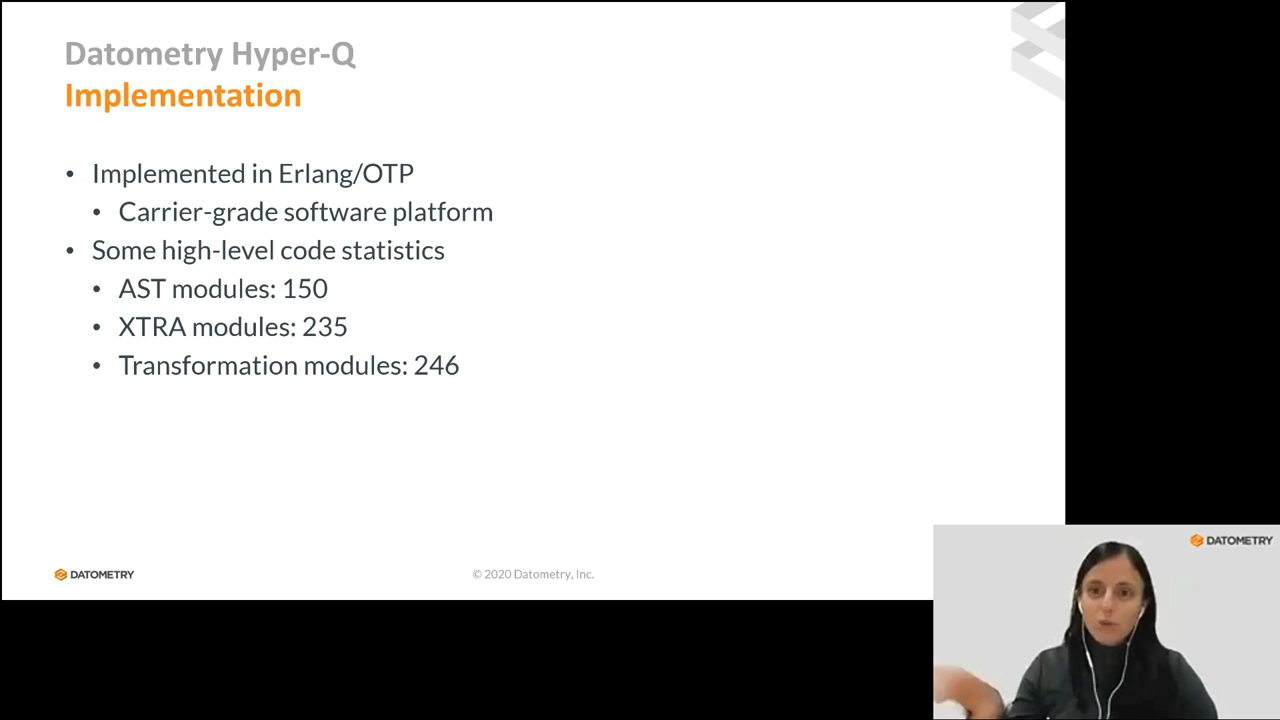 Datometry Hyper-Q
Implementation
• Implemented in Erlang/OTP
• Carrier-grade software platform
• Some high-level code statistics
• AST modules: 150
• XTRA modules: 235
• Transformation modules: 246
DATOMETRY
© 2020 Datometry, Inc.
DATOMETRY